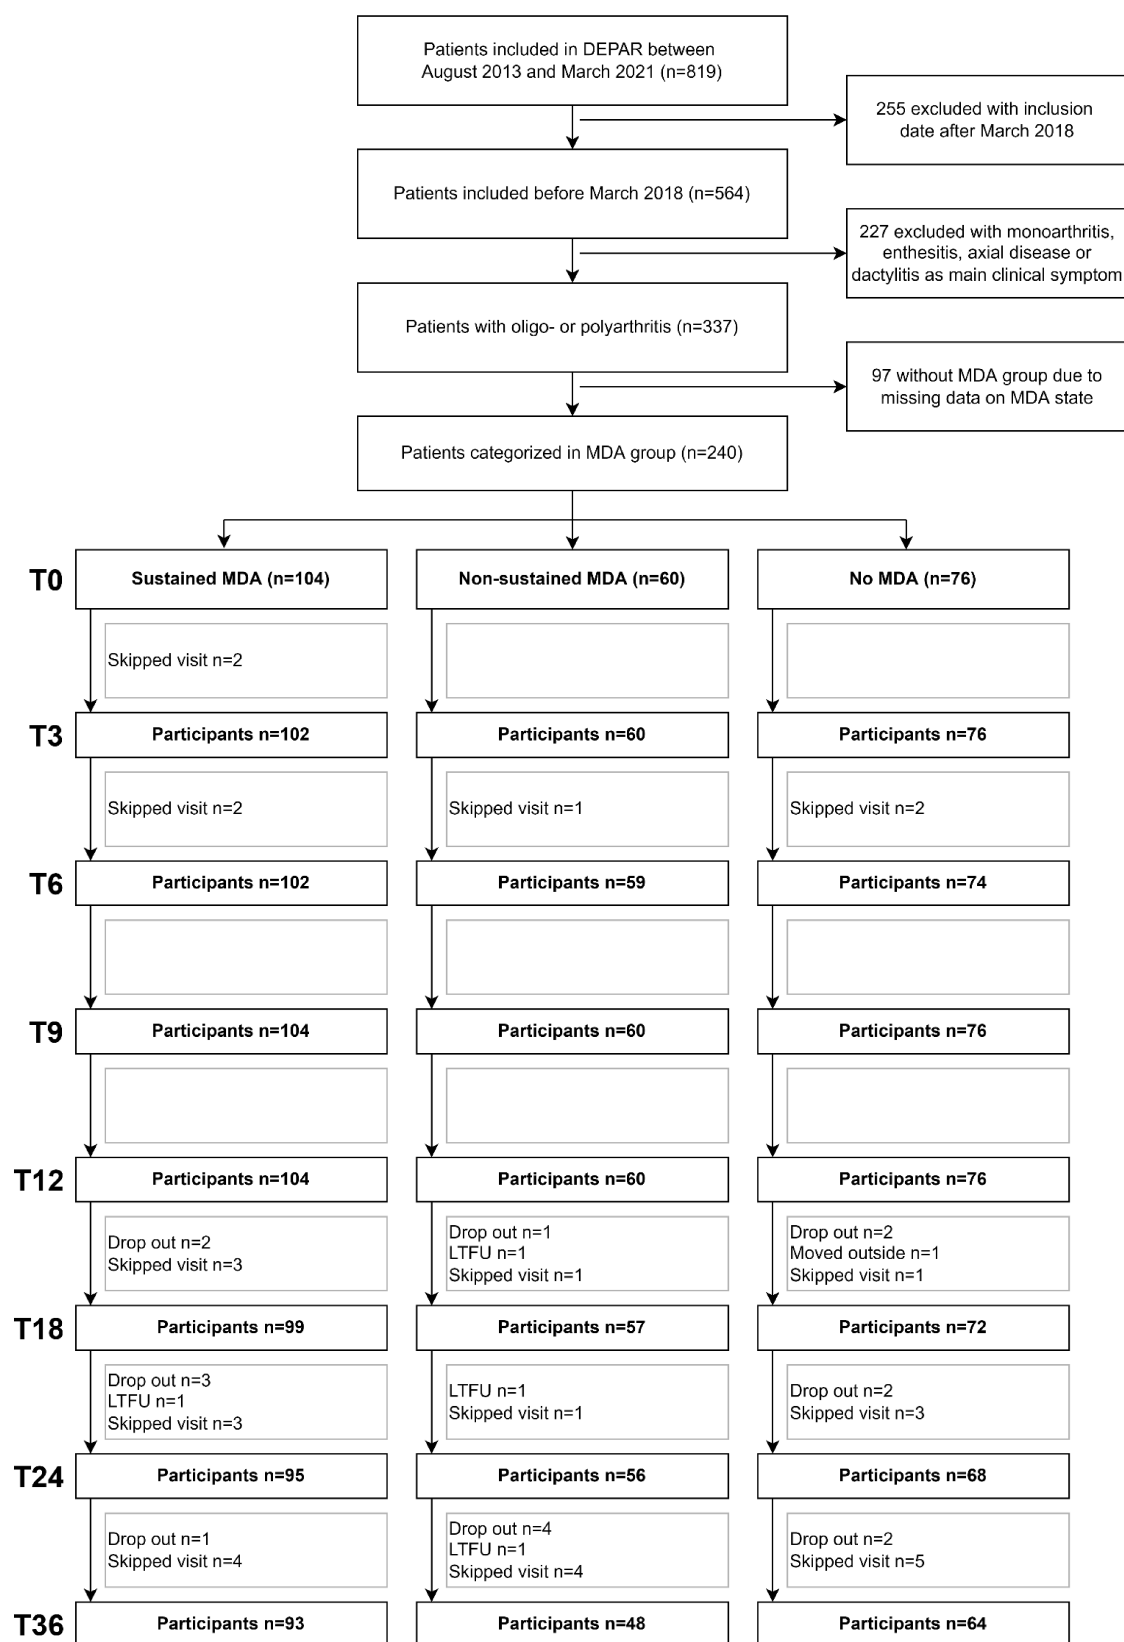 Patients included in DEPAR between
August 2013 and March 2021 (n=819)
255 excluded with inclusion
date after March 2018
Patients included before March 2018 (n=564)
227 excluded with monoarthritis,
enthesitis, axial disease or
dactylitis as main clinical symptom
Patients with oligo- or polyarthritis (n=337)
97 without MDA group due to
missing data on MDA state
Patients categorized in MDA group (n=240)
T0
Sustained MDA (n=104)
Non-sustained MDA (n=60)
No MDA (n=76)
Skipped visit n=2
T3
Participants n=102
Participants n=60
Participants n=76
Skipped visit n=2
Skipped visit n=1
Skipped visit n=2
T6
Participants n=102
Participants n=59
Participants n=74
T9
Participants n=104
Participants n=60
Participants n=76
T12
Participants n=104
Participants n=60
Participants n=76
Drop out n=2
Skipped visit n=3
Drop out n=1
LTFU n=1
Skipped visit n=1
Drop out n=2
Moved outside n=1
Skipped visit n=1
T18
Participants n=99
Participants n=57
Participants n=72
Drop out n=3
LTFU n=1
Skipped visit n=3
LTFU n=1
Skipped visit n=1
Drop out n=2
Skipped visit n=3
T24
Participants n=95
Participants n=56
Participants n=68
Drop out n=1
Skipped visit n=4
Drop out n=4
LTFU n=1
Skipped visit n=4
Drop out n=2
Skipped visit n=5
T36
Participants n=93
Participants n=48
Participants n=64